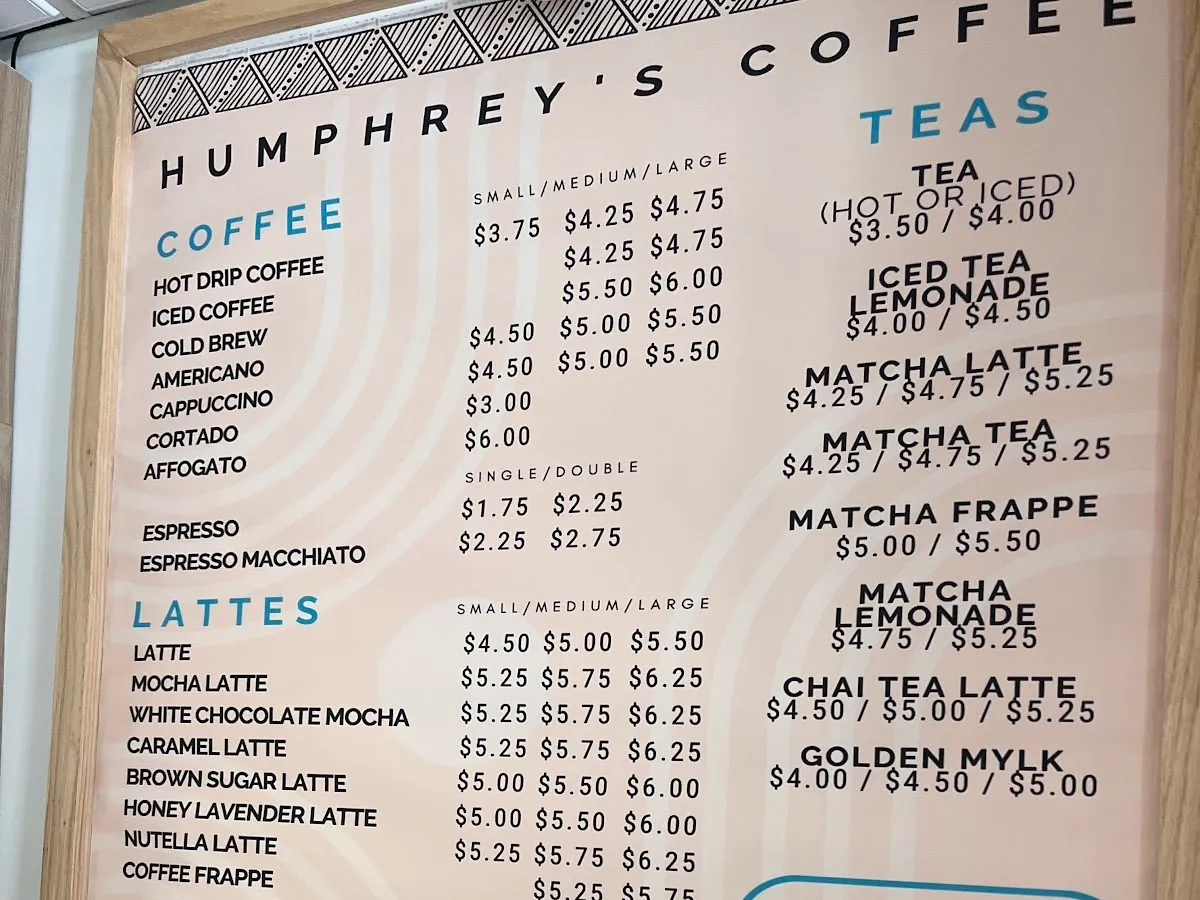 HUMPHREY'S COFFEE
COFFEE
SMALL/MEDIUM/LARGE
HOT DRIP COFFEE $3.75 $4.25 $4.75
ICED COFFEE $4.25 $4.75
COLD BREW $5.50 $6.00
AMERICANO $4.50 $5.00 $5.50
CAPPUCCINO $4.50 $5.00 $5.50
CORTADO $3.00
AFFOGATO $6.00
SINGLE/DOUBLE
ESPRESSO $1.75 $2.25
ESPRESSO MACCHIATO $2.25 $2.75
LATTES
SMALL/MEDIUM/LARGE
LATTE $4.50 $5.00 $5.50
MOCHA LATTE $5.25 $5.75 $6.25
WHITE CHOCOLATE MOCHA $5.25 $5.75 $6.25
CARAMEL LATTE $5.25 $5.75 $6.25
BROWN SUGAR LATTE $5.00 $5.50 $6.00
HONEY LAVENDER LATTE $5.00 $5.50 $6.00
NUTELLA LATTE $5.25 $5.75 $6.25
COFFEE FRAPPE $5.25 $5.75
TEAS
TEA
(HOT OR ICED)
$3.50 / $4.00
ICED TEA
LEMONADE
$4.00 / $4.50
MATCHA LATTE
$4.25 / $4.75 / $5.25
MATCHA TEA
$4.25 / $4.75 / $5.25
MATCHA FRAPPE
$5.00 / $5.50
MATCHA
LEMONADE
$4.75 / $5.25
CHAI TEA LATTE
$4.50 / $5.00 / $5.25
GOLDEN MYLK
$4.00 / $4.50 / $5.00